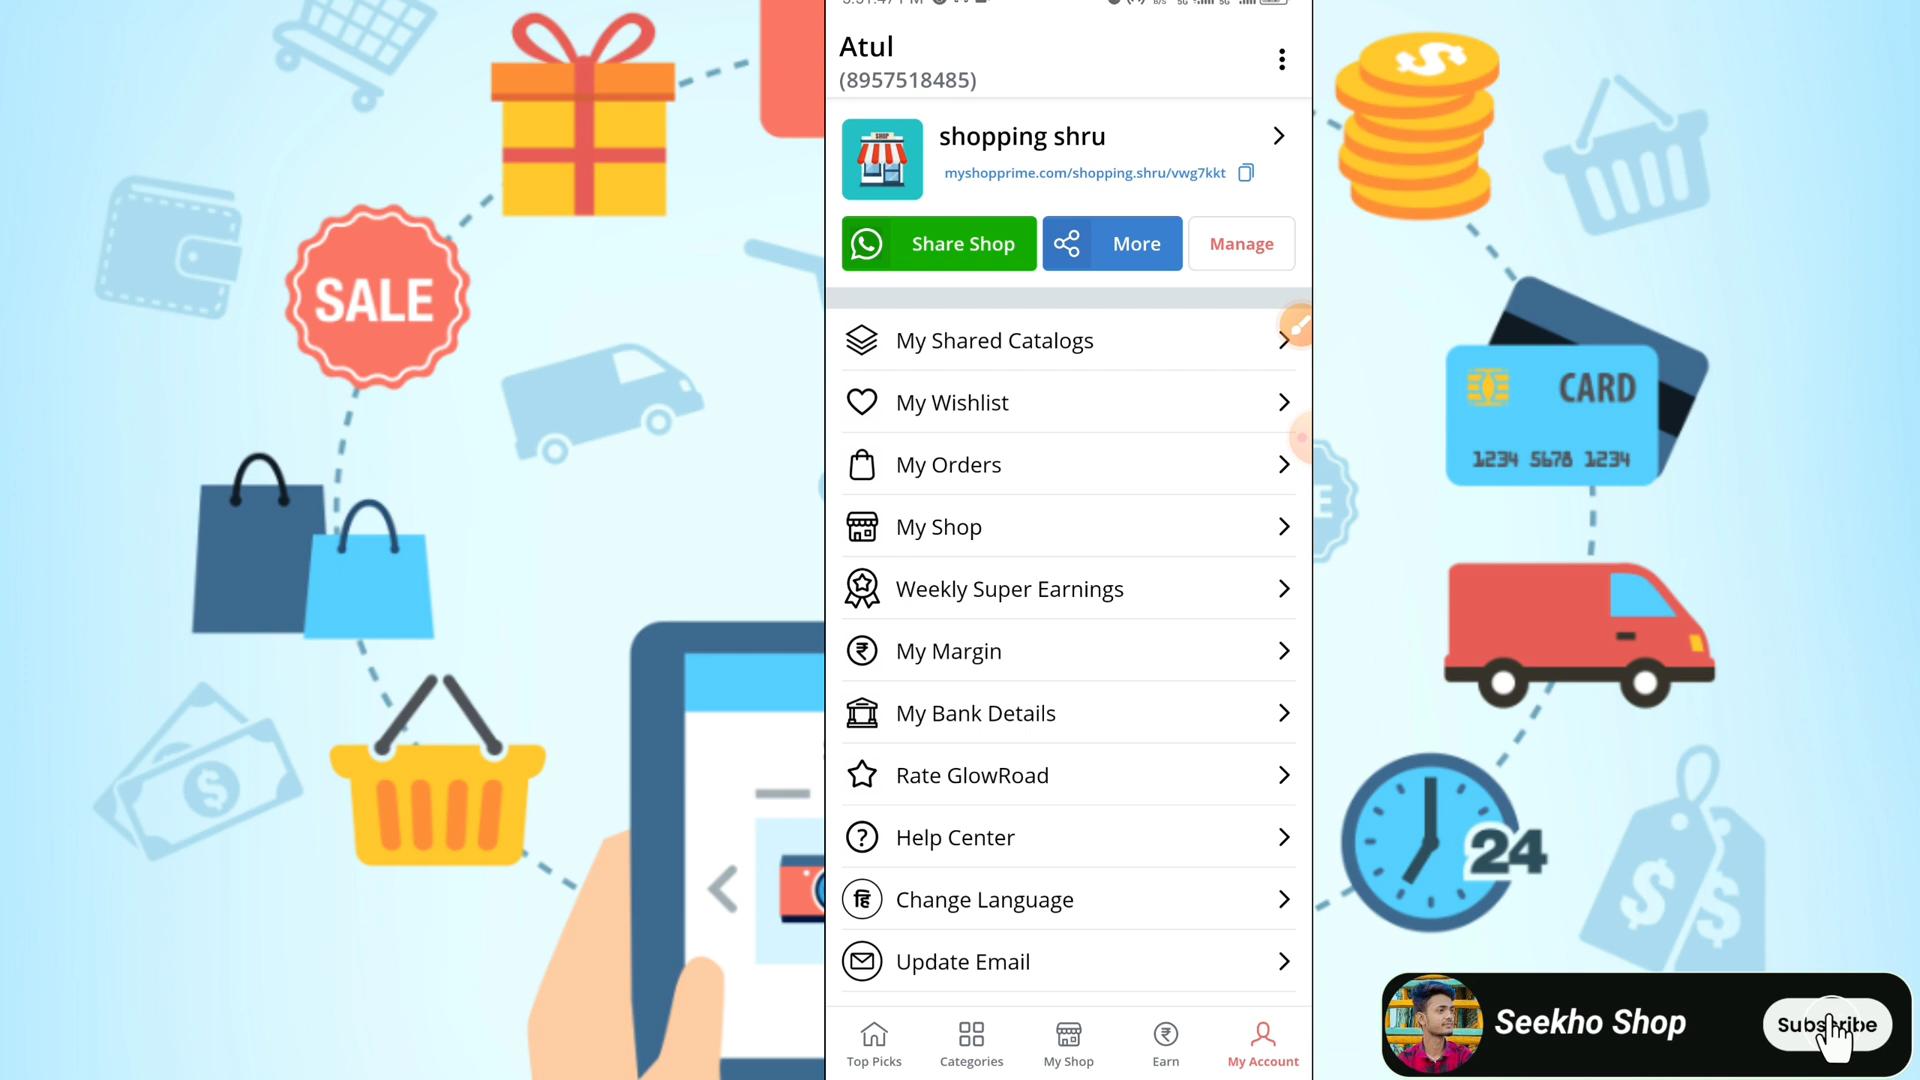 Atul
(8957518485)
shopping shru
myshopprime.com/shopping.shru/vwg7kkt
Share Shop
More
Manage
My Shared Catalogs
My Wishlist
My Orders
My Shop
Weekly Super Earnings
My Margin
My Bank Details
Rate GlowRoad
Help Center
हि
Change Language
Update Email
Top Picks
Categories
My Shop
Earn
My Account
SALE
SHOP
CARD
1234 5678 1234
24
Seekho Shop
Subscribe